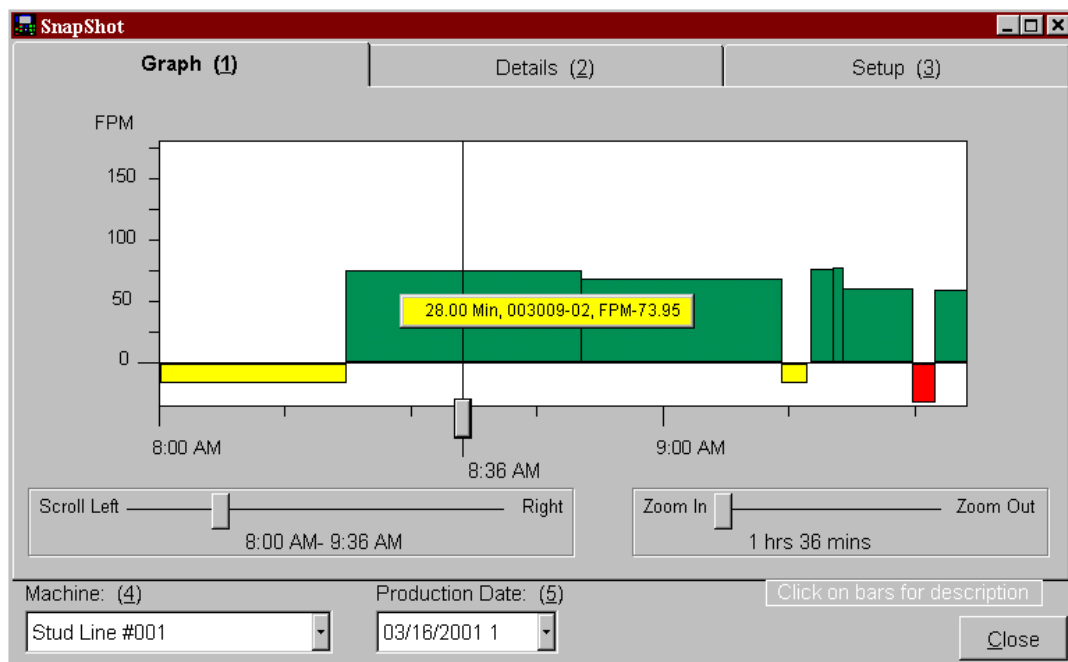 SnapShot
Graph (1)
Details (2)
Setup (3)
FPM
150
100
50
0
28.00 Min, 003009-02, FPM-73.95
8:00 AM
9:00 AM
8:36 AM
Scroll Left
Right
8:00 AM- 9:36 AM
Zoom In
Zoom Out
1 hrs 36 mins
Machine: (4)
Production Date: (5)
Click on bars for description
Stud Line #001
03/16/2001 1
Close